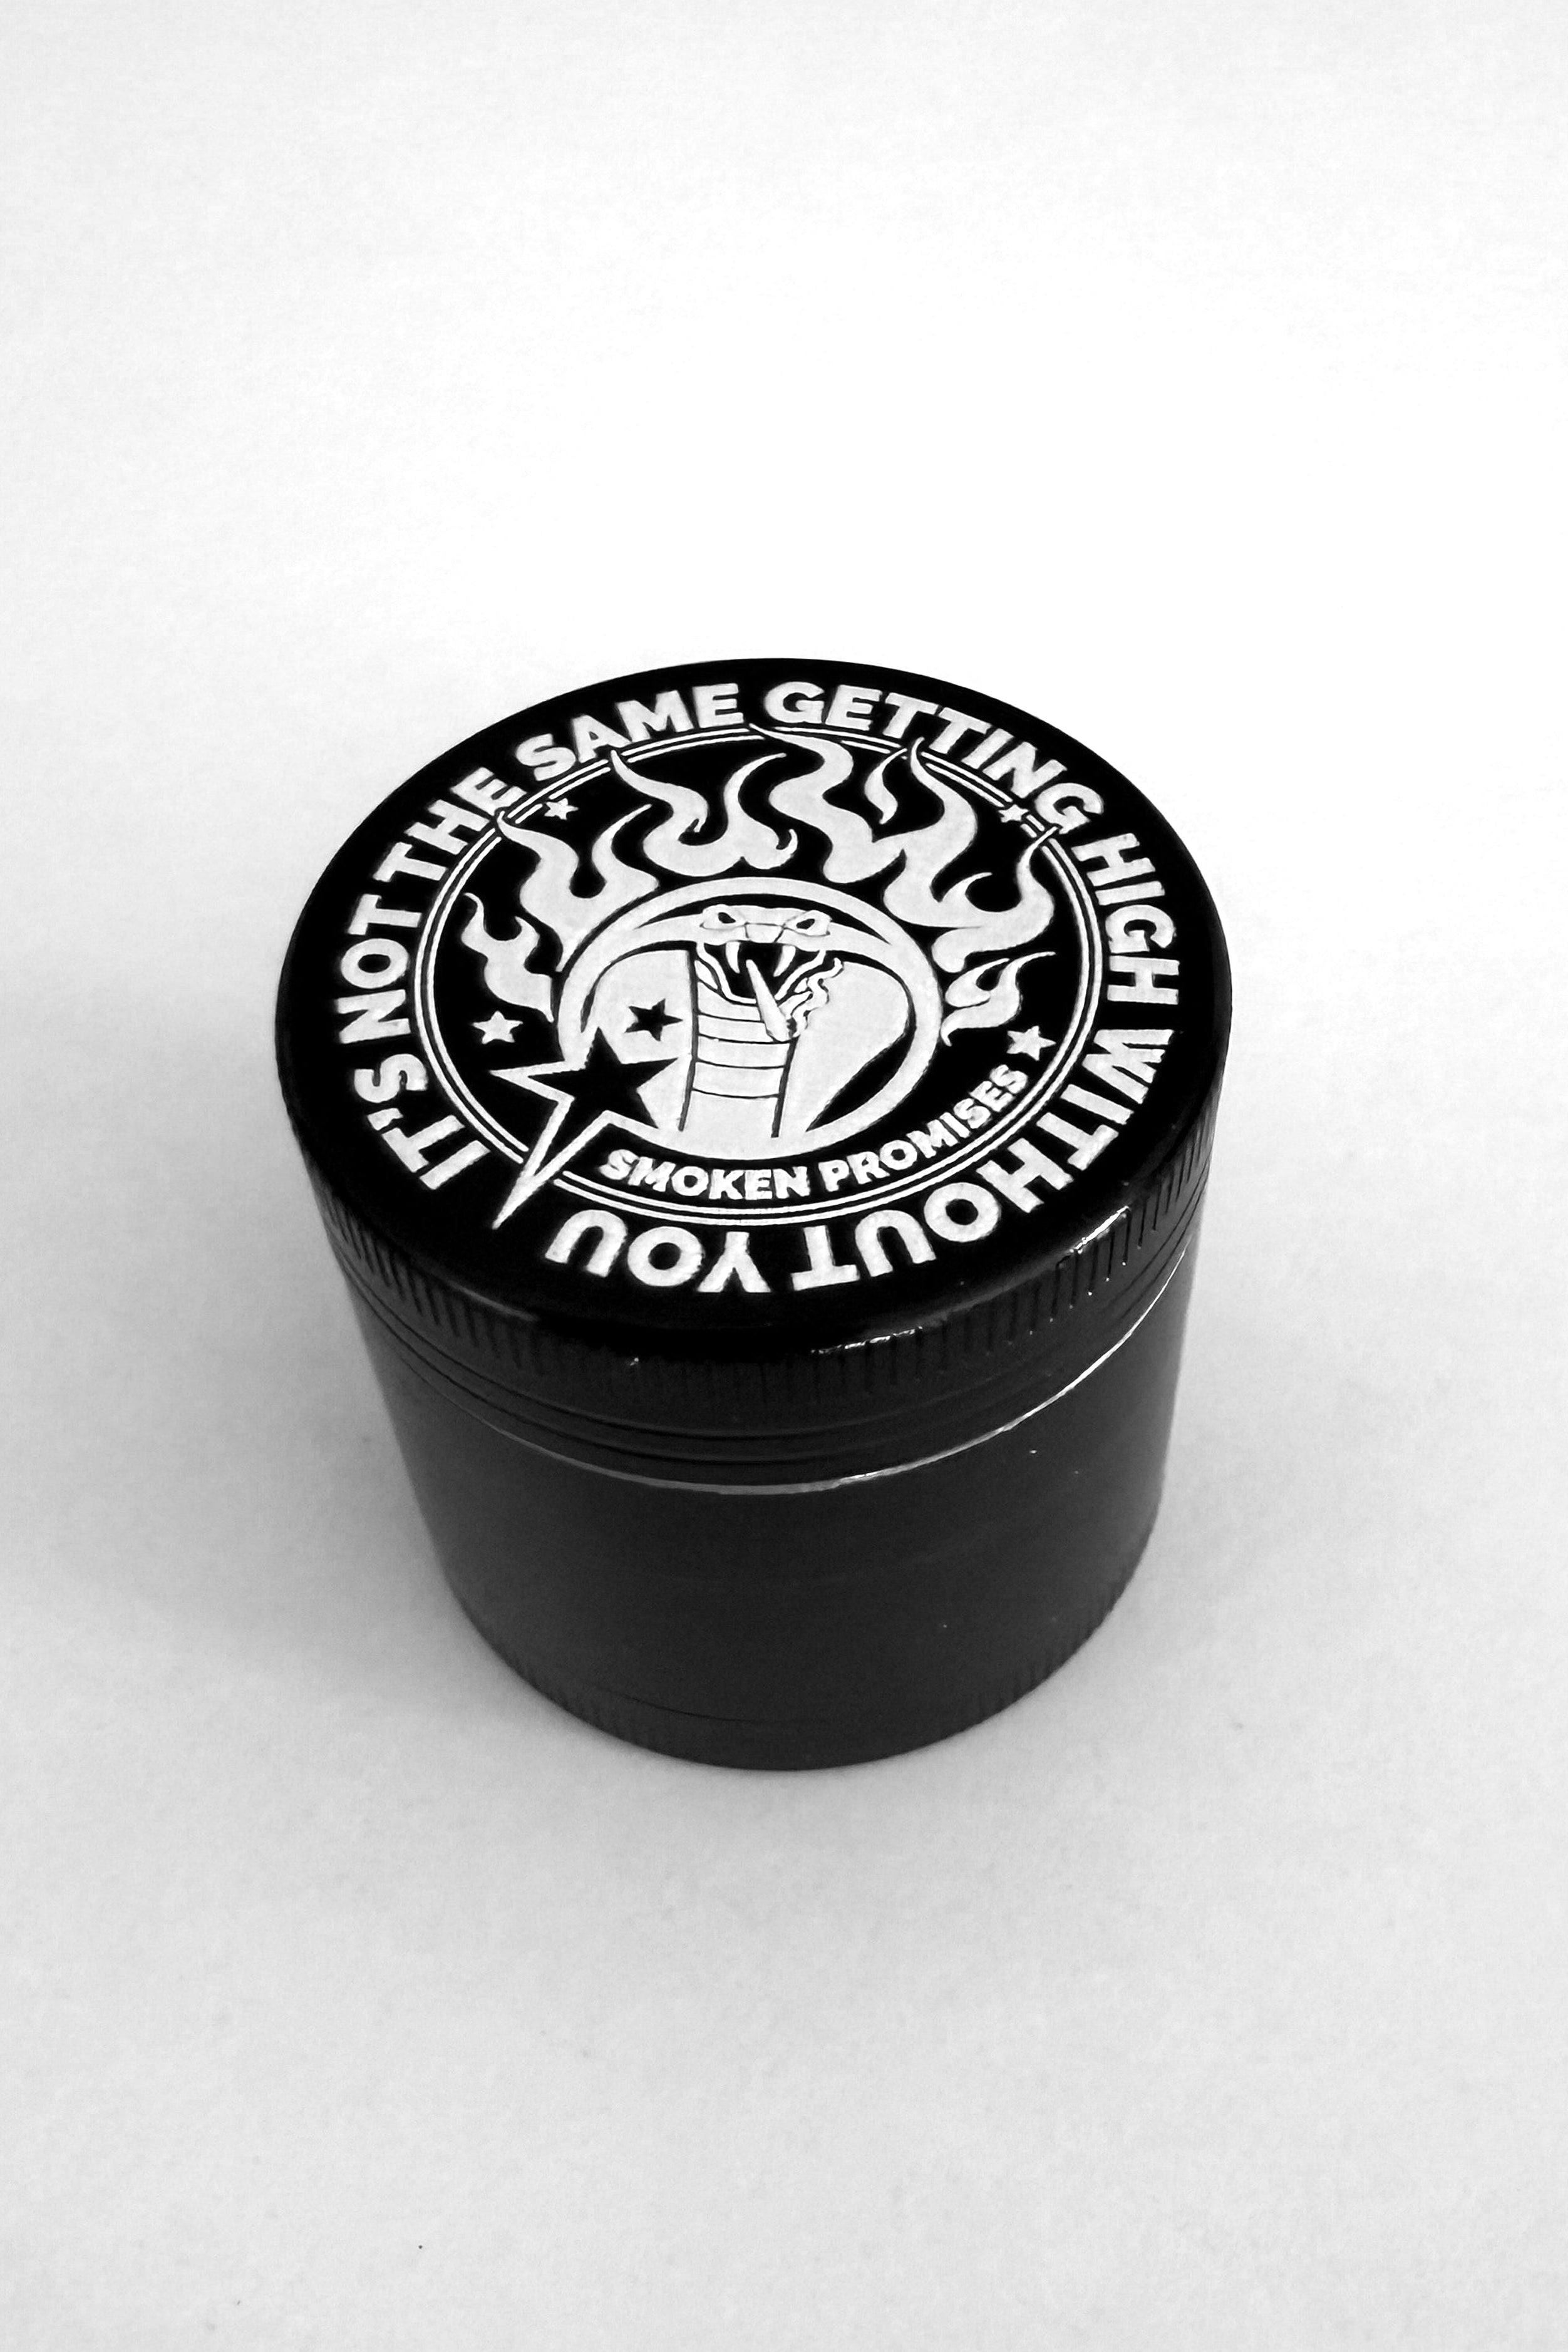 IT'S NOT THE SAME GETTING HIGH WITHOUT YOU
SMOKEN PROMISES